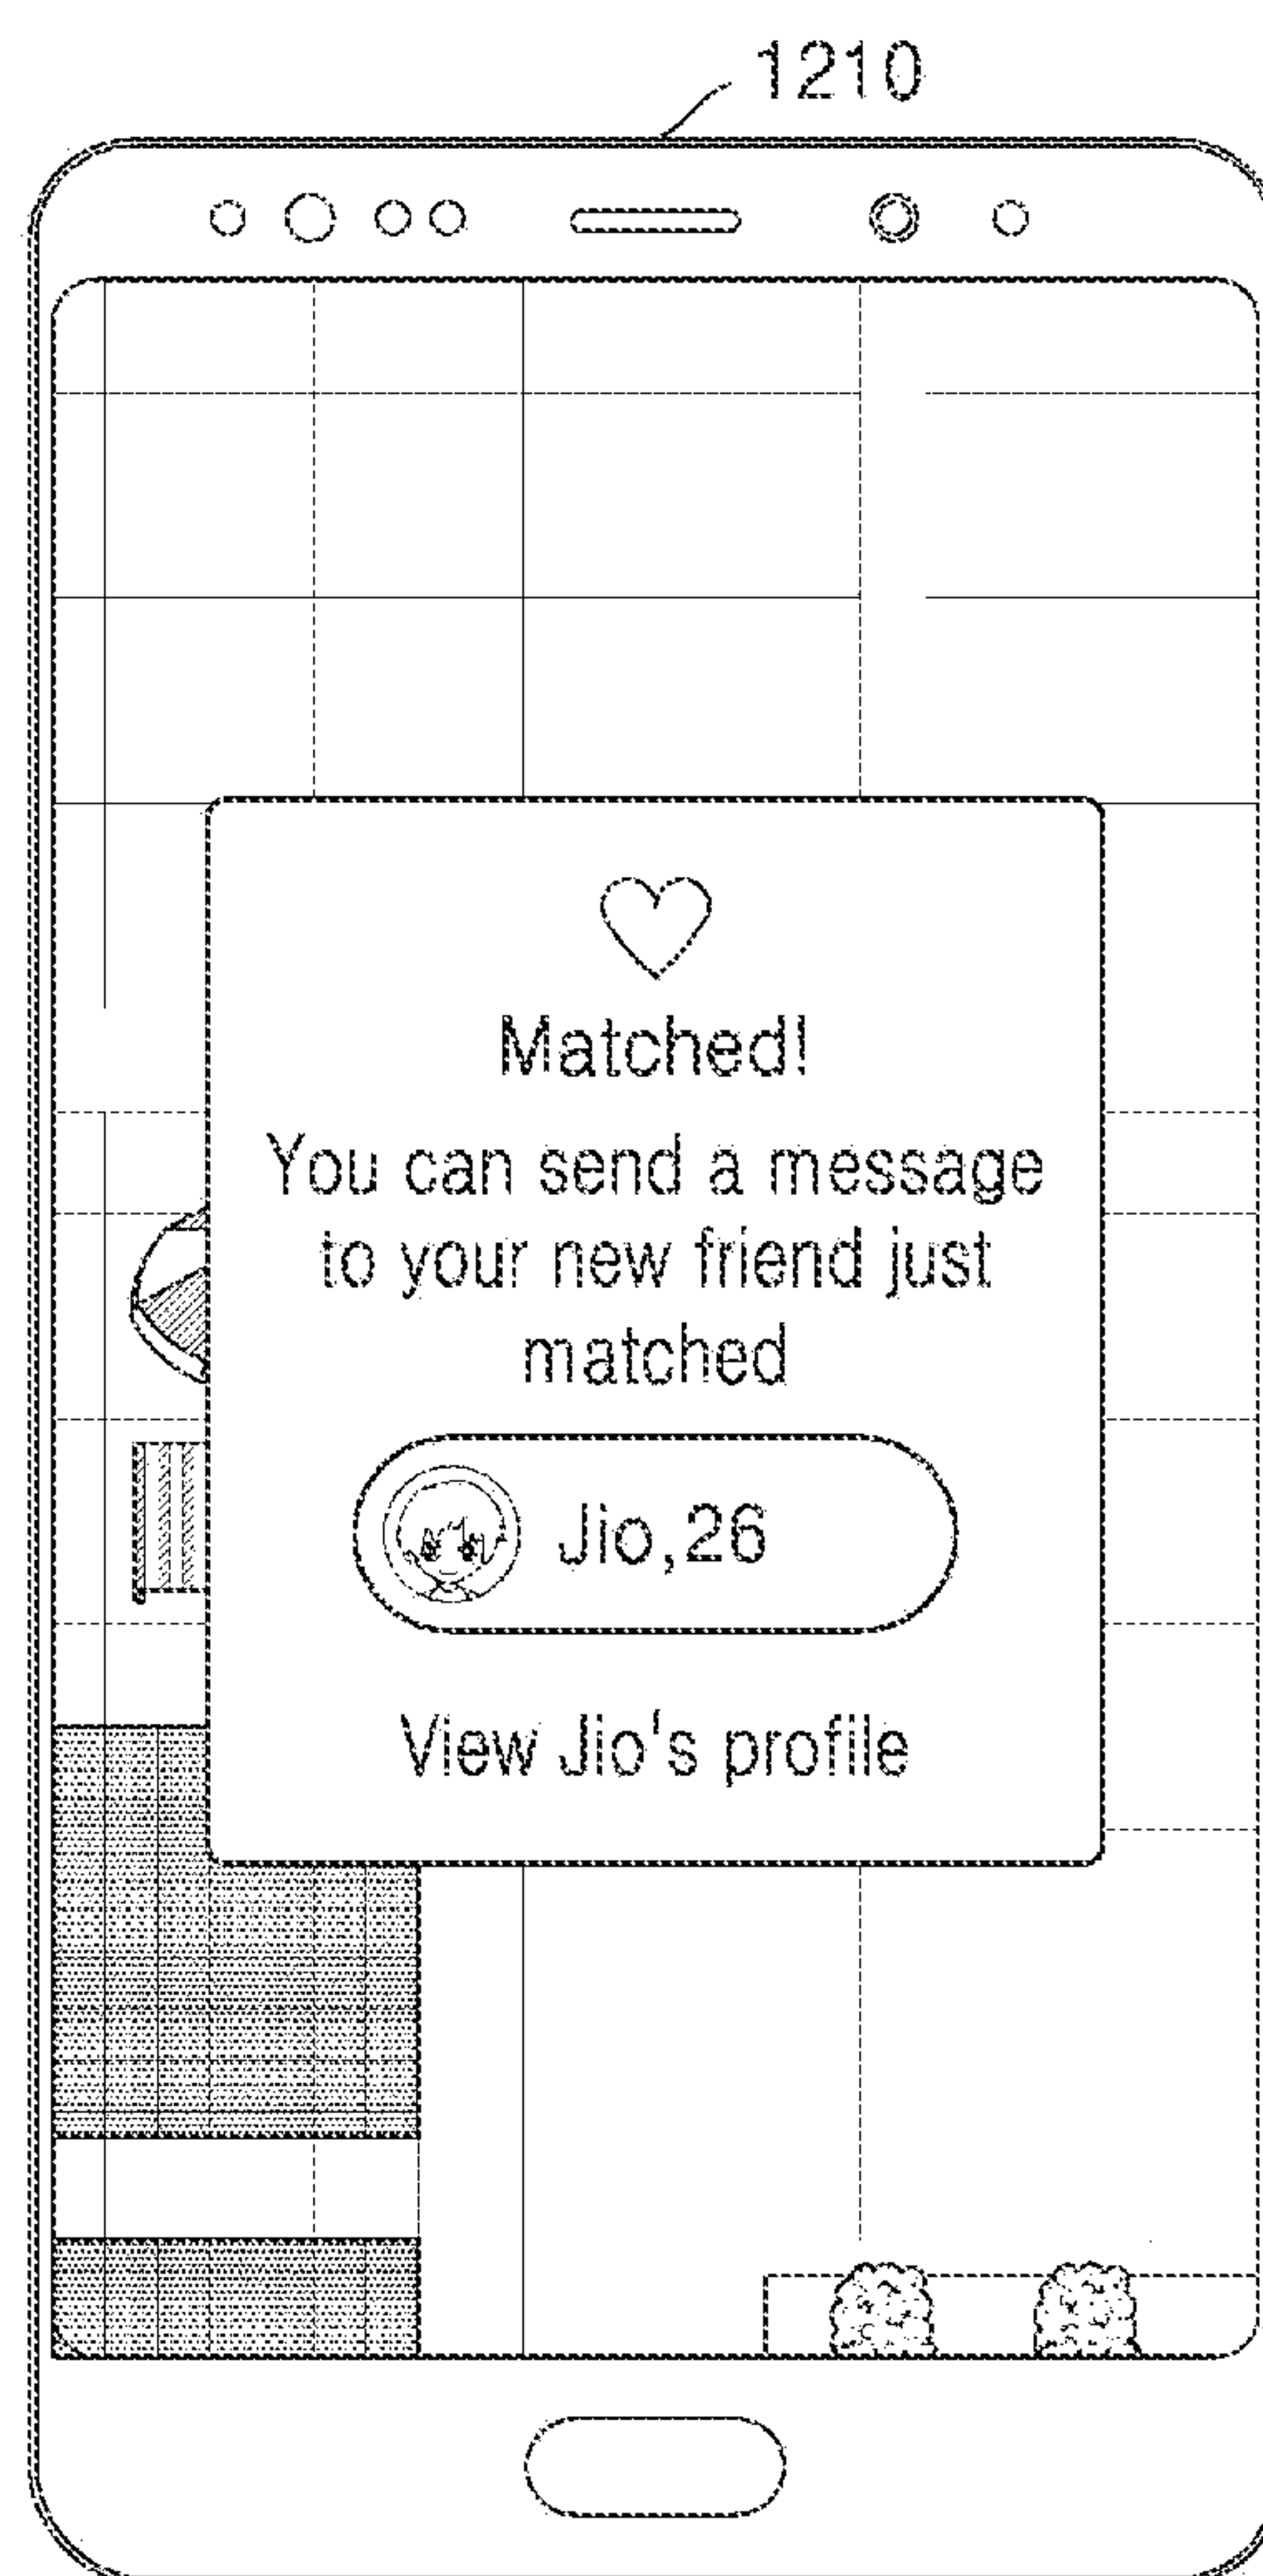 1210
Matched!
You can send a message
to your new friend just
matched
Jio,26
View Jio's profile